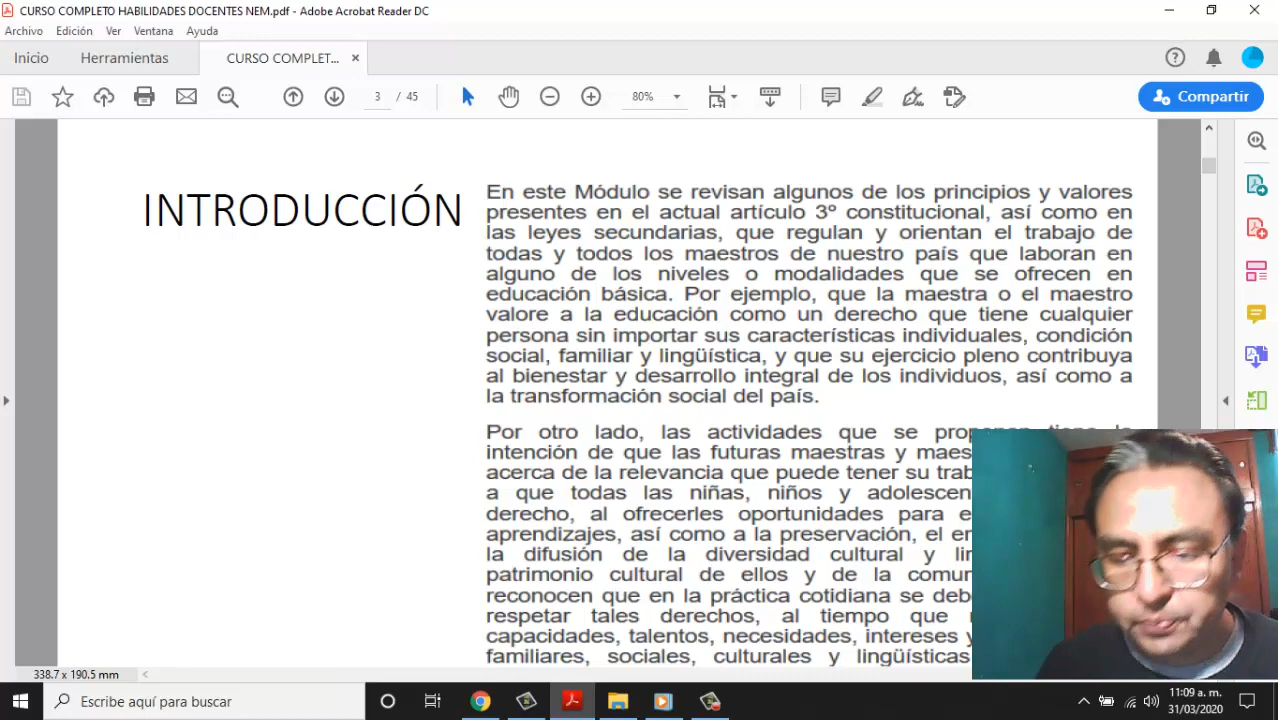 CURSO COMPLETO HABILIDADES DOCENTES NEM.pdf - Adobe Acrobat Reader DC
Archivo Edición Ver Ventana Ayuda
Inicio Herramientas CURSO COMPLET...
3 / 45 80% Compartir
INTRODUCCIÓN
En este Módulo se revisan algunos de los principios y valores
presentes en el actual artículo 3º constitucional, así como en
las leyes secundarias, que regulan y orientan el trabajo de
todas y todos los maestros de nuestro país que laboran en
alguno de los niveles o modalidades que se ofrecen en
educación básica. Por ejemplo, que la maestra o el maestro
valore a la educación como un derecho que tiene cualquier
persona sin importar sus características individuales, condición
social, familiar y lingüística, y que su ejercicio pleno contribuya
al bienestar y desarrollo integral de los individuos, así como a
la transformación social del país.
Por otro lado, las actividades que se
intención de que las futuras maestras y
acerca de la relevancia que puede tener su
a que todas las niñas, niños y
derecho, al ofrecerles oportunidades para
aprendizajes, así como a la preservación, el
la difusión de la diversidad cultural y
patrimonio cultural de ellos y de la
reconocen que en la práctica cotidiana se
respetar tales derechos, al tiempo que
capacidades, talentos, necesidades, intereses
familiares, sociales, culturales y lingüísticas
338.7 x 190.5 mm
Escribe aquí para buscar
11:09 a. m.
31/03/2020